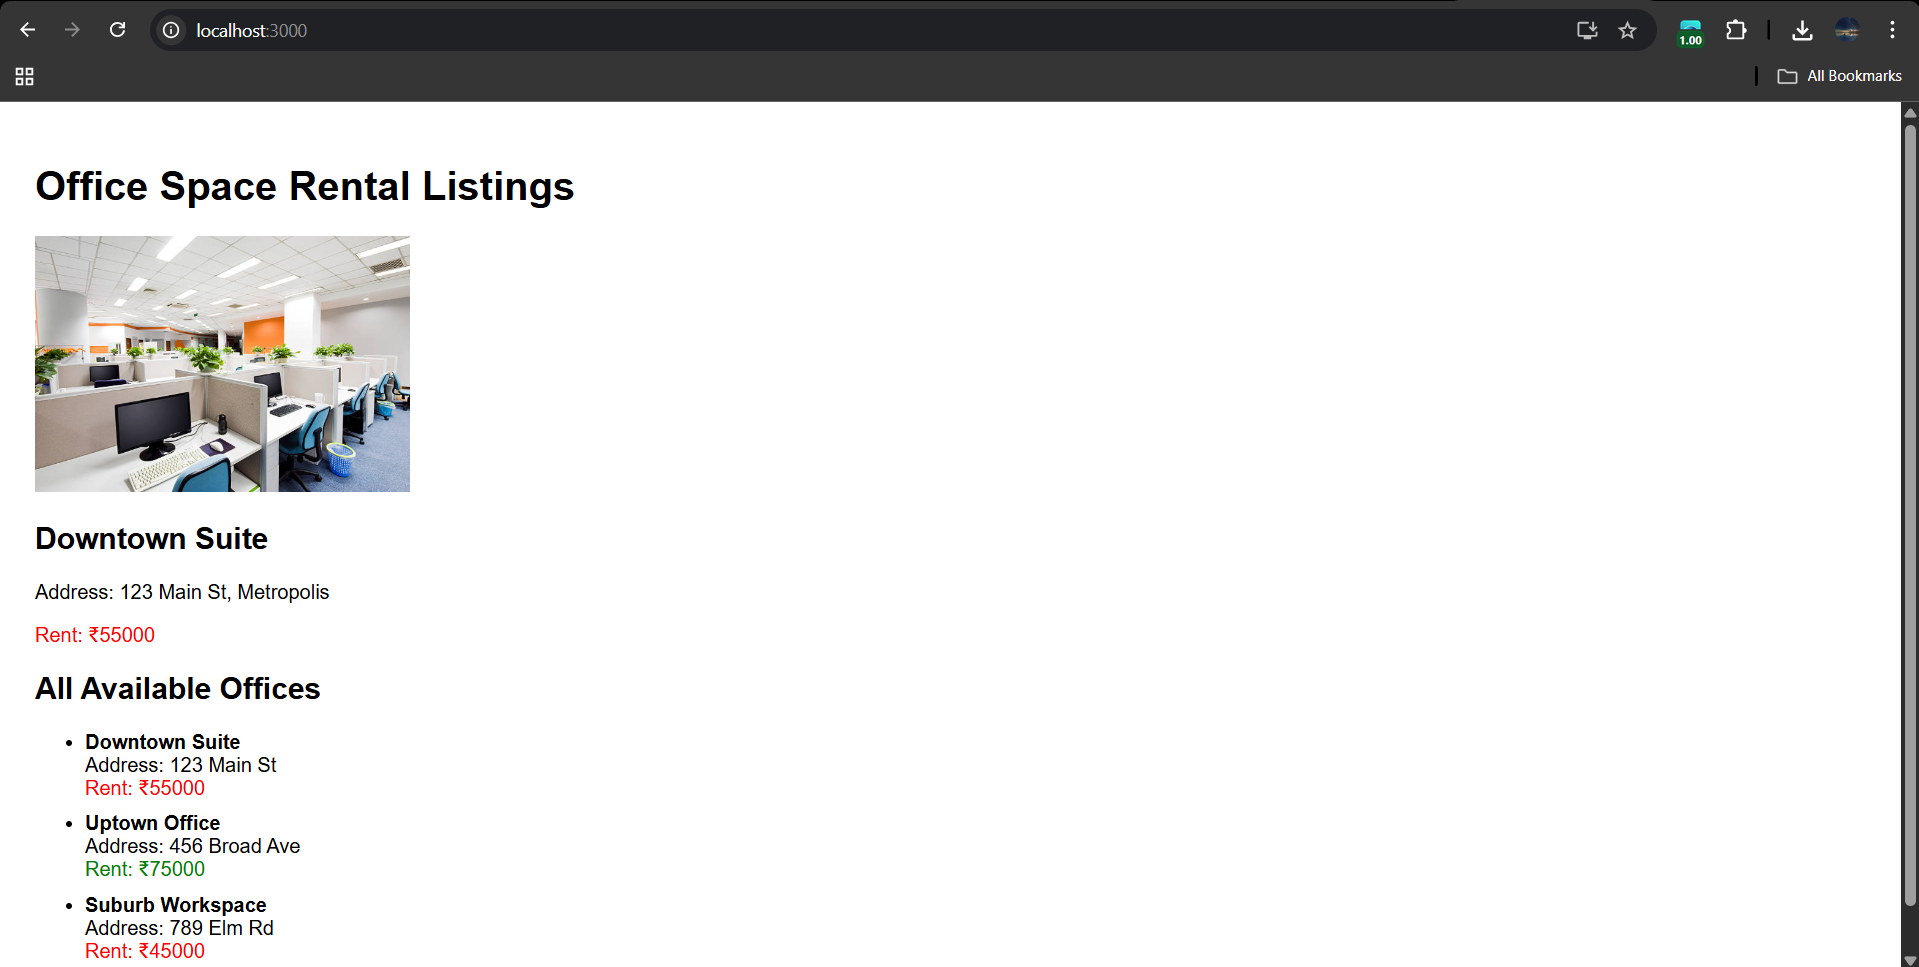 localhost:3000
1.00
All Bookmarks
Office Space Rental Listings
Downtown Suite
Address: 123 Main St, Metropolis
Rent: ₹55000
All Available Offices
Downtown Suite
Address: 123 Main St
Rent: ₹55000
Uptown Office
Address: 456 Broad Ave
Rent: ₹75000
Suburb Workspace
Address: 789 Elm Rd
Rent: ₹45000